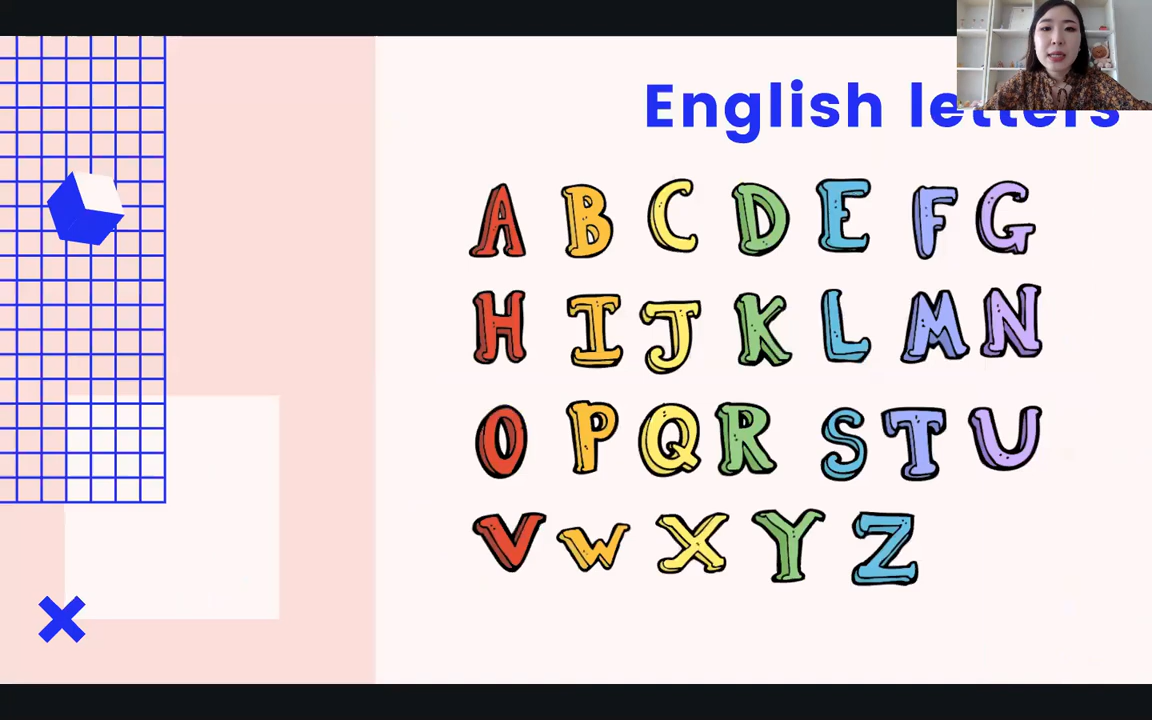 English letters
A B C D E F G
H I J K L M N
O P Q R S T U
V W X Y Z